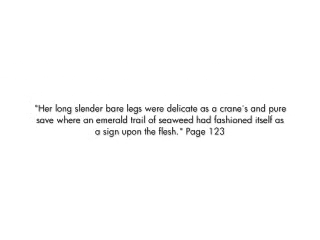 "Her long slender bare legs were delicate as a crane's and pure
save where an emerald trail of seaweed had fashioned itself as
a sign upon the flesh." Page 123